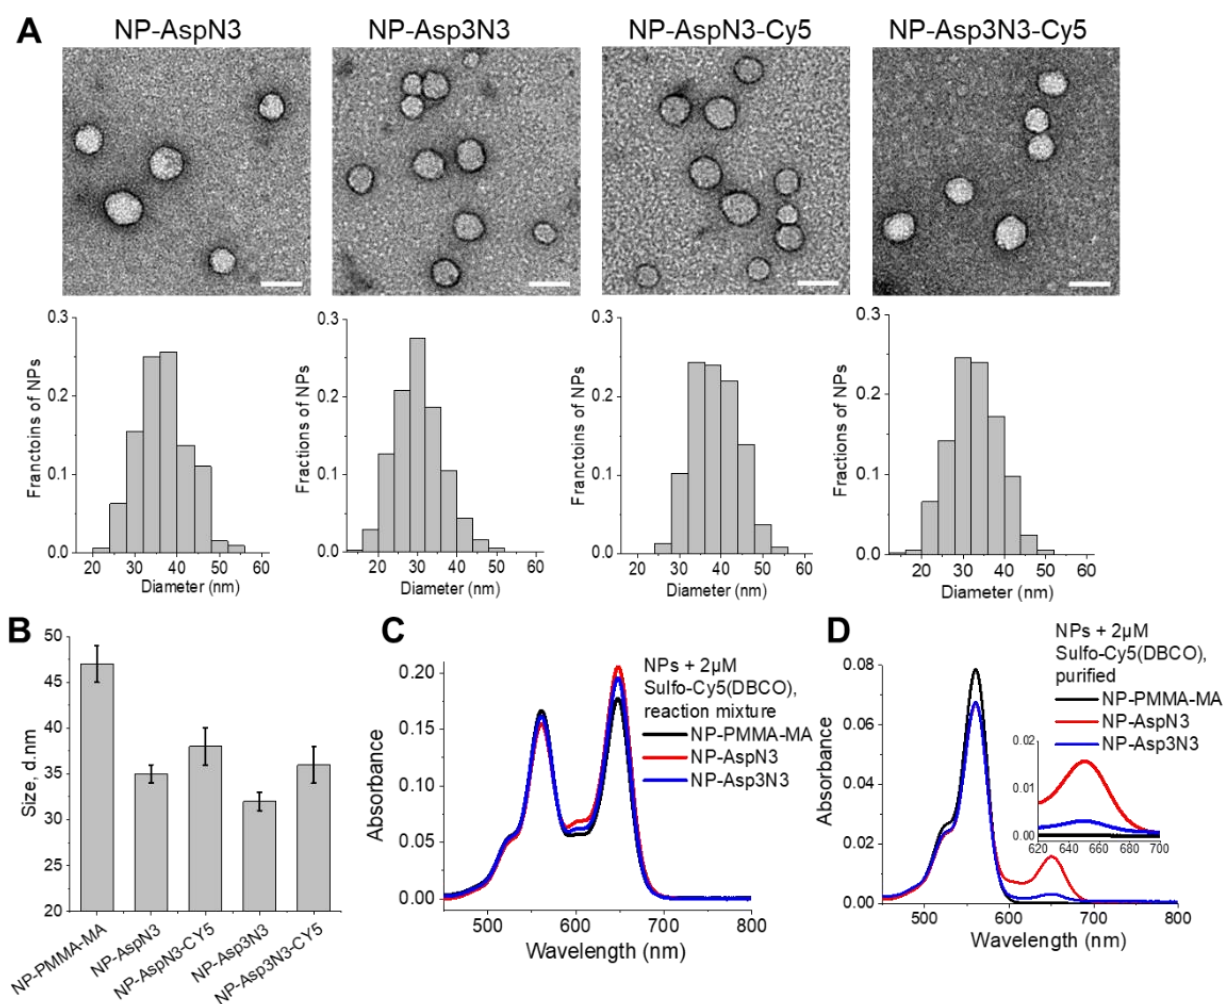 A
NP-AspN3
NP-Asp3N3
NP-AspN3-Cy5
NP-Asp3N3-Cy5
0.3
0.2
0.1
0.0
Franctoins of NPs
20 30 40 50 60
Diameter (nm)
0.3
0.2
0.1
0.0
Fractions of NPs
20 30 40 50 60
Diameter (nm)
0.3
0.2
0.1
0.0
Fractions of NPs
20 30 40 50 60
Diameter (nm)
0.3
0.2
0.1
0.0
Fractions of NPs
20 30 40 50 60
Diameter (nm)
B
50
45
40
35
30
25
20
Size, d.nm
NP-PMMA-MA
NP-AspN3
NP-AspN3-CY5
NP-Asp3N3
NP-Asp3N3-CY5
C
0.20
0.15
0.10
0.05
0.00
Absorbance
NPs + 2µM
Sulfo-Cy5(DBCO),
reaction mixture
NP-PMMA-MA
NP-AspN3
NP-Asp3N3
500 600 700 800
Wavelength (nm)
D
0.08
0.06
0.04
0.02
0.00
Absorbance
NPs + 2µM
Sulfo-Cy5(DBCO),
purified
NP-PMMA-MA
NP-AspN3
NP-Asp3N3
0.02
0.01
0.00
620 640 660 680 700
500 600 700 800
Wavelength (nm)